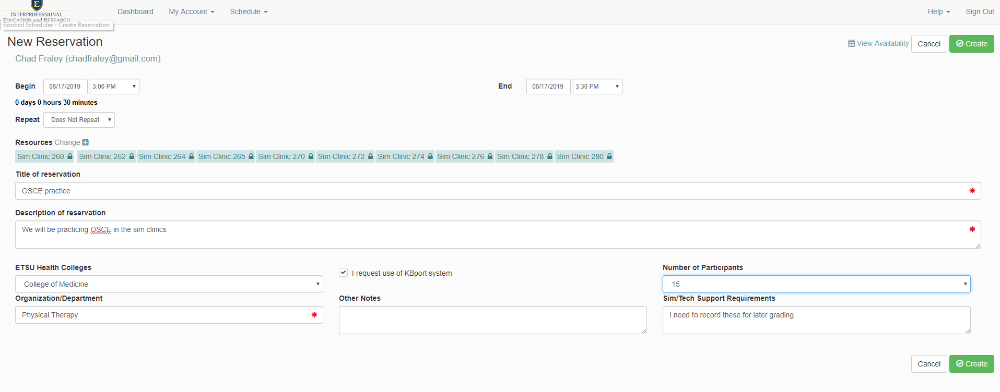 E
INTERPROFESSIONAL
EDUCATION and RESEARCH
Dashboard My Account Schedule Help Sign Out
Booked Scheduler - Create Reservation
New Reservation
View Availability Cancel Create
Chad Fraley (chadfraley@gmail.com)
Begin 06/17/2019 3:00 PM End 06/17/2019 3:30 PM
0 days 0 hours 30 minutes
Repeat Does Not Repeat
Resources Change
Sim Clinic 260 Sim Clinic 262 Sim Clinic 264 Sim Clinic 265 Sim Clinic 270 Sim Clinic 272 Sim Clinic 274 Sim Clinic 276 Sim Clinic 278 Sim Clinic 280
Title of reservation
OSCE practice
Description of reservation
We will be practicing OSCE in the sim clinics
ETSU Health Colleges
College of Medicine
Organization/Department
Physical Therapy
I request use of KBport system
Other Notes
Number of Participants
15
Sim/Tech Support Requirements
I need to record these for later grading.
Cancel Create